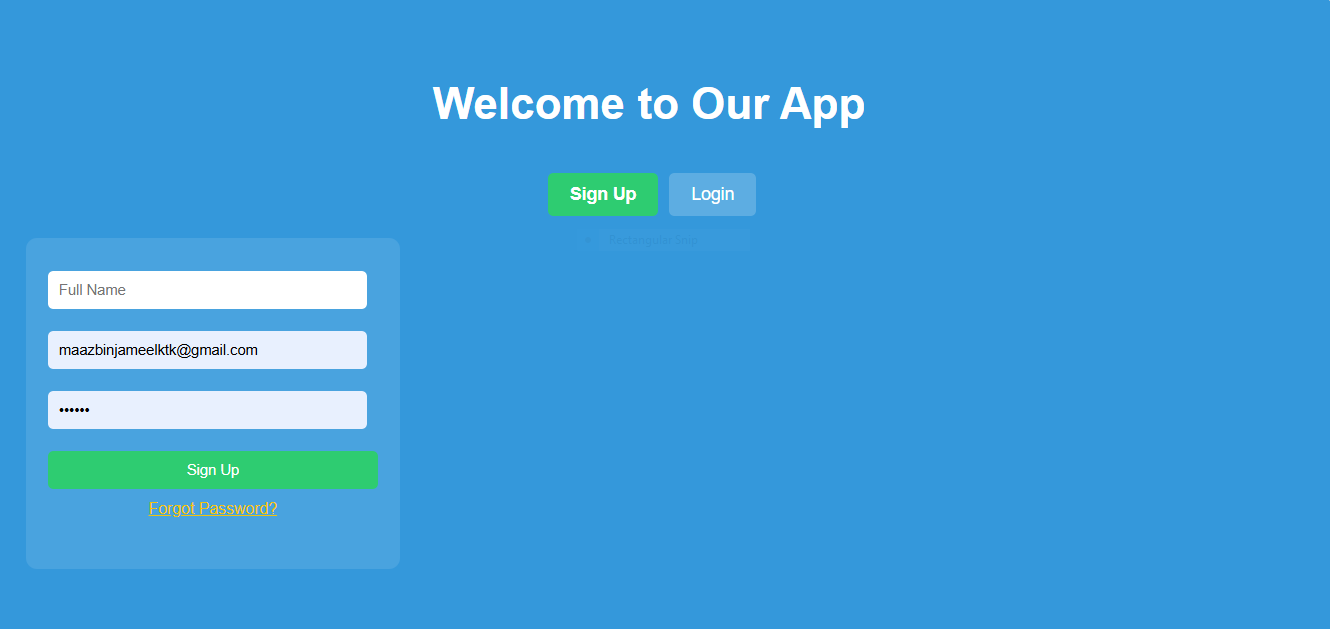 Welcome to Our App
Sign Up
Login
Rectangular Snip
Full Name
maazbinjameelktk@gmail.com
••••••
Sign Up
Forgot Password?